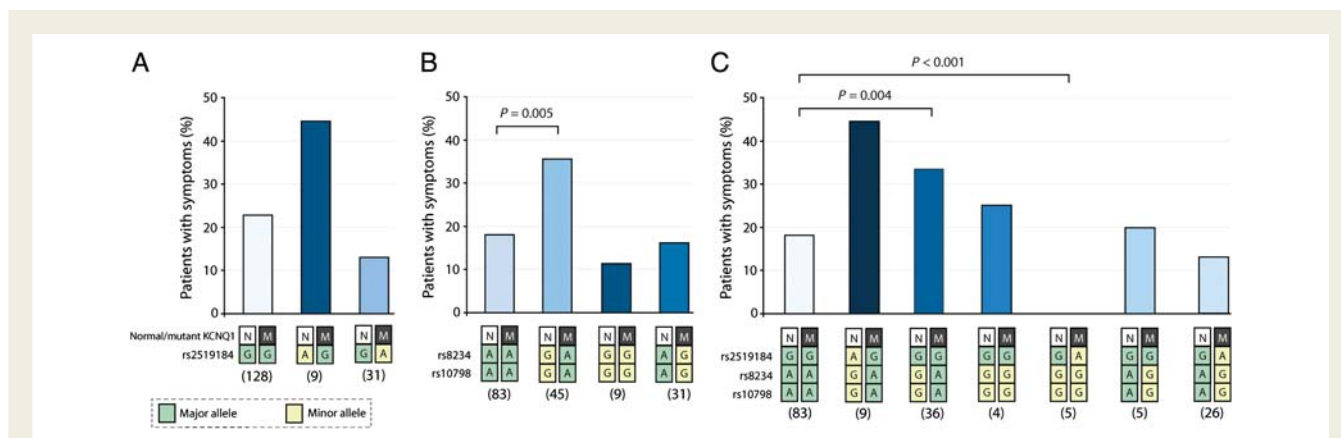 A
B
C
P < 0.001
P = 0.004
P = 0.005
Patients with symptoms (%)
50
40
30
20
10
0
Patients with symptoms (%)
50
40
30
20
10
0
Patients with symptoms (%)
50
40
30
20
10
0
Normal/mutant KCNQ1 N M N M N M
rs2519184 G G A G G A
(128) (9) (31)
N M N M N M N M
rs8234 A A G A G G A G
rs10798 A A G A G G A G
(83) (45) (9) (31)
N M N M N M N M N M N M N M
rs2519184 G G A G G G G G G A G G G A
rs8234 A A G A G A G G G G A G A G
rs10798 A A G A G A G G G G A G A G
(83) (9) (36) (4) (5) (5) (26)
Major allele Minor allele